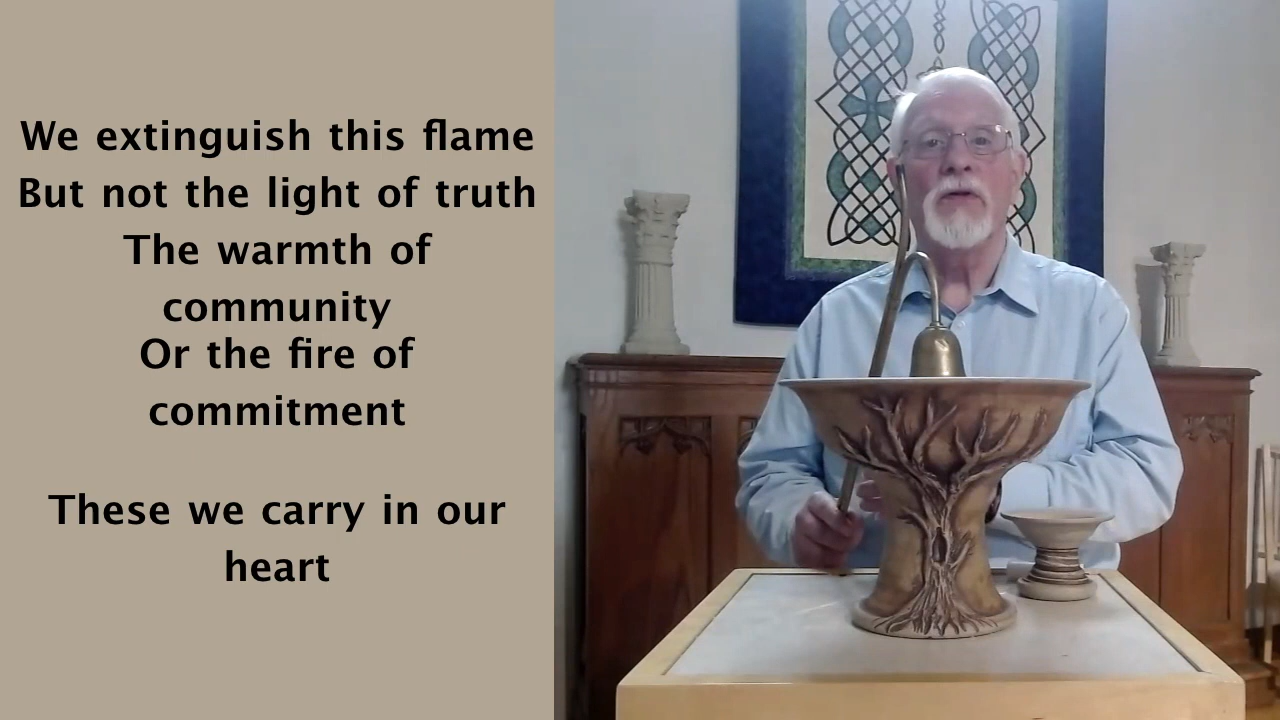 We extinguish this flame
But not the light of truth
The warmth of
community
Or the fire of
commitment
These we carry in our
heart